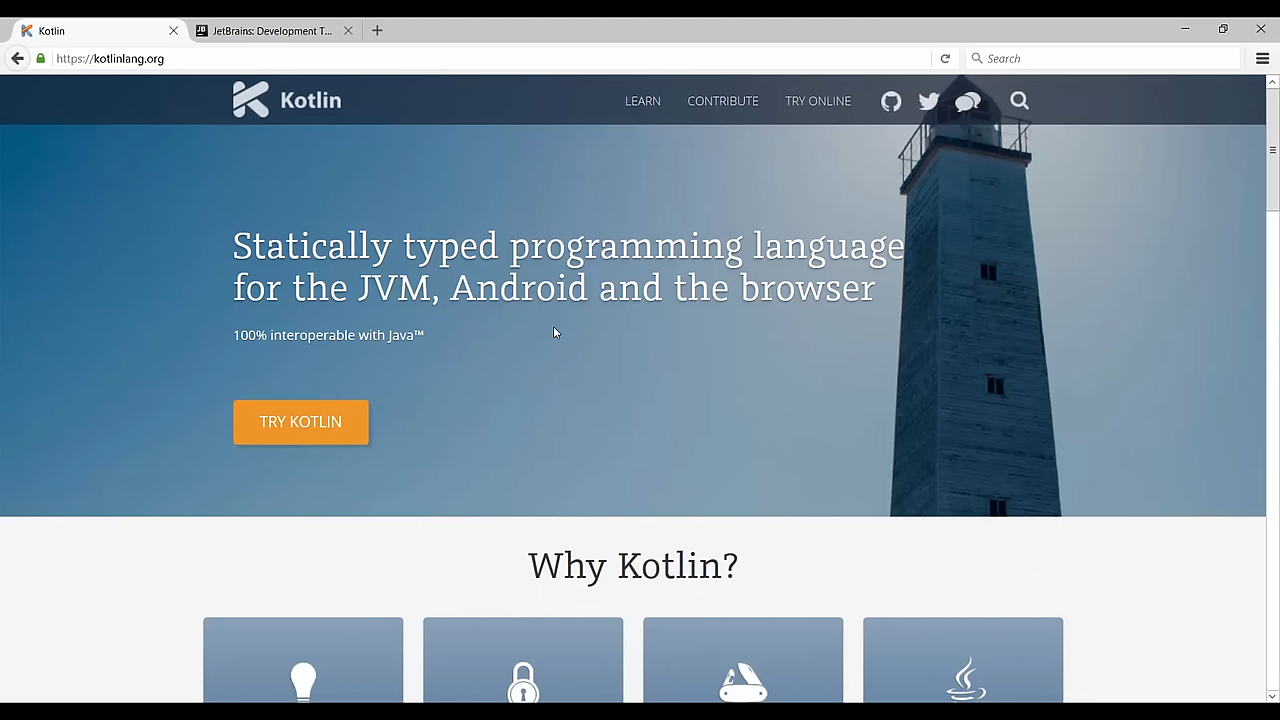 Kotlin
JetBrains: Development T...
https://kotlinlang.org
Search
Kotlin
LEARN
CONTRIBUTE
TRY ONLINE
Statically typed programming language
for the JVM, Android and the browser
100% interoperable with Java™
TRY KOTLIN
Why Kotlin?